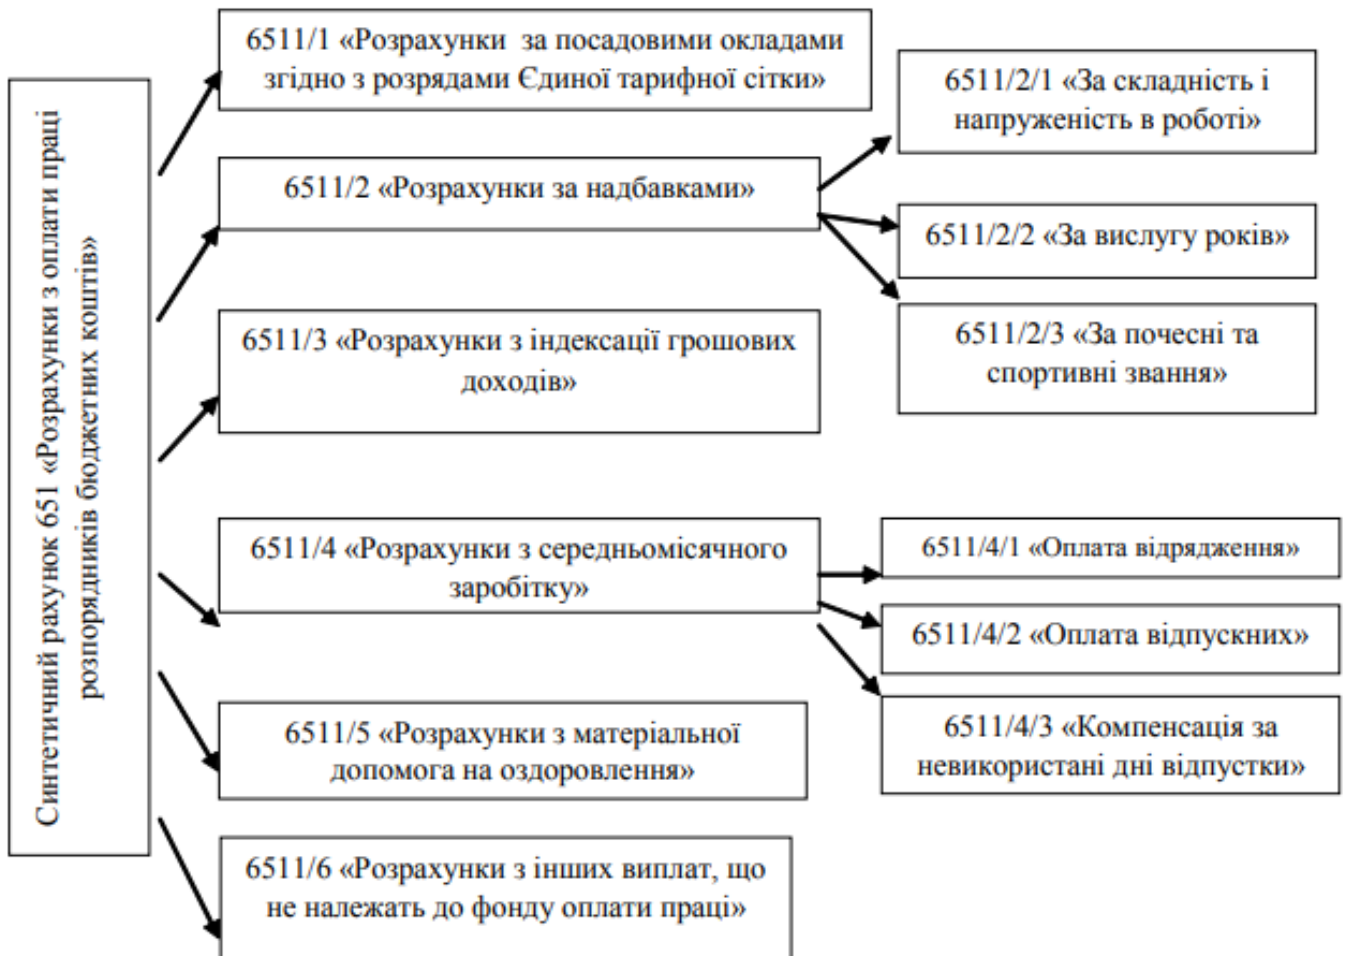 Синтетичний рахунок 651 «Розрахунки з оплати праці
розпорядників бюджетних коштів»
6511/1 «Розрахунки за посадовими окладами
згідно з розрядами Єдиної тарифної сітки»
6511/2 «Розрахунки за надбавками»
6511/2/1 «За складність і
напруженість в роботі»
6511/2/2 «За вислугу років»
6511/2/3 «За почесні та
спортивні звання»
6511/3 «Розрахунки з індексації грошових
доходів»
6511/4 «Розрахунки з середньомісячного
заробітку»
6511/4/1 «Оплата відрядження»
6511/4/2 «Оплата відпускних»
6511/4/3 «Компенсація за
невикористані дні відпустки»
6511/5 «Розрахунки з матеріальної
допомога на оздоровлення»
6511/6 «Розрахунки з інших виплат, що
не належать до фонду оплати праці»